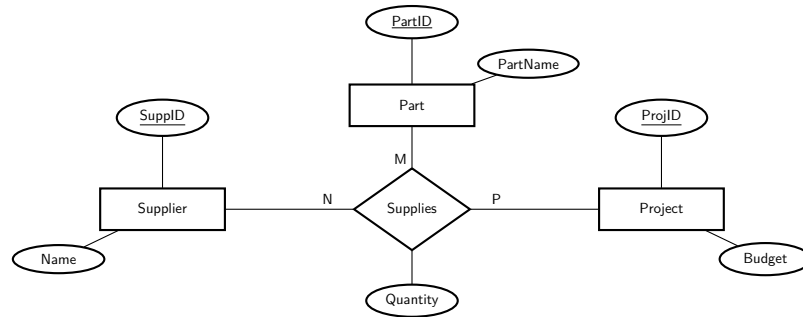 PartID
PartName
Part
SuppID
ProjID
M
Supplier
N
Supplies
P
Project
Name
Budget
Quantity